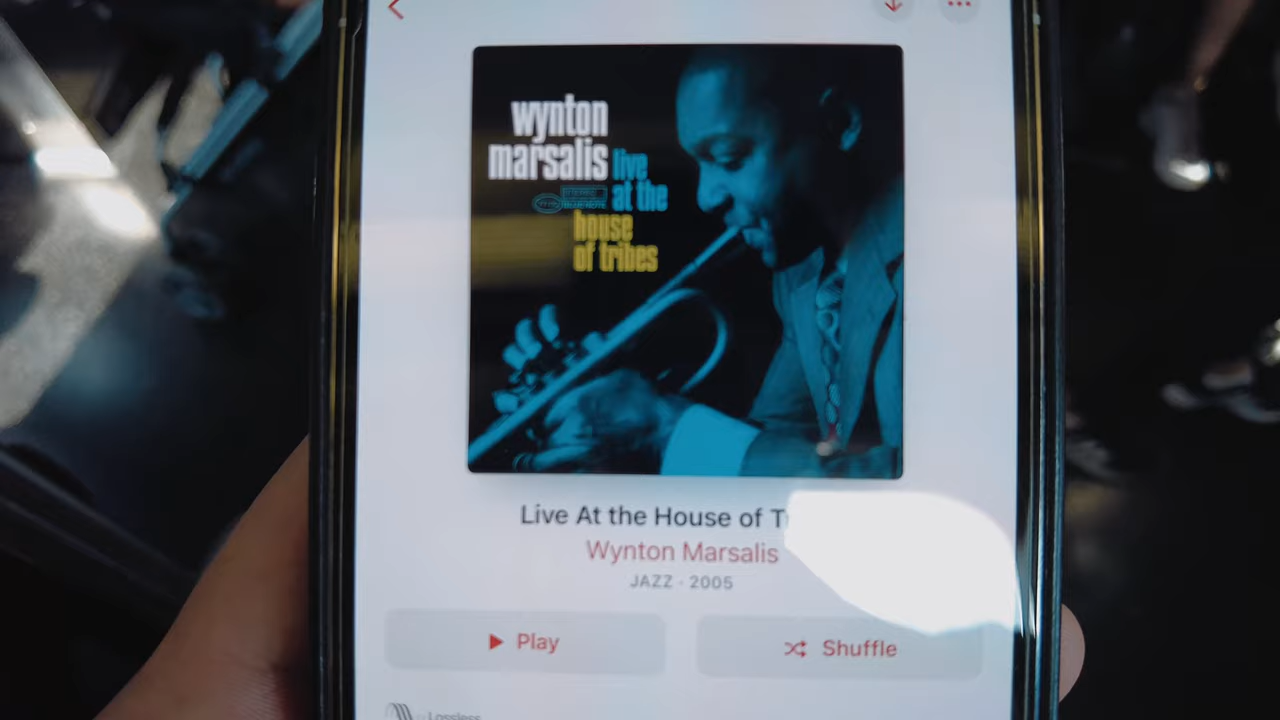 wynton
marsalis live
at the
house
of tribes
Live At the House of T
Wynton Marsalis
JAZZ · 2005
Play
Shuffle
Lossless